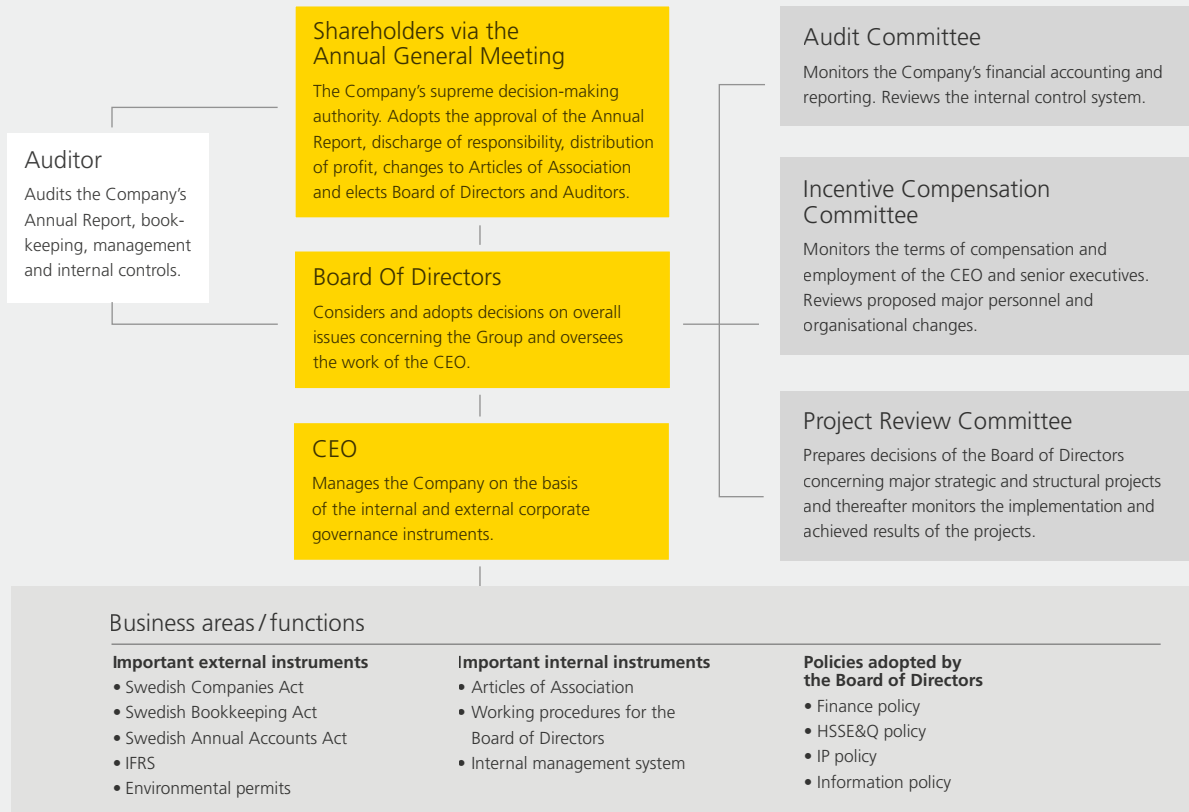 Shareholders via the
Annual General Meeting
The Company's supreme decision-making
authority. Adopts the approval of the Annual
Report, discharge of responsibility, distribution
of profit, changes to Articles of Association
and elects Board of Directors and Auditors.
Auditor
Audits the Company's
Annual Report, book-
keeping, management
and internal controls.
Board Of Directors
Considers and adopts decisions on overall
issues concerning the Group and oversees
the work of the CEO.
CEO
Manages the Company on the basis
of the internal and external corporate
governance instruments.
Audit Committee
Monitors the Company's financial accounting and
reporting. Reviews the internal control system.
Incentive Compensation
Committee
Monitors the terms of compensation and
employment of the CEO and senior executives.
Reviews proposed major personnel and
organisational changes.
Project Review Committee
Prepares decisions of the Board of Directors
concerning major strategic and structural projects
and thereafter monitors the implementation and
achieved results of the projects.
Business areas / functions
Important external instruments
• Swedish Companies Act
• Swedish Bookkeeping Act
• Swedish Annual Accounts Act
• IFRS
• Environmental permits
Important internal instruments
• Articles of Association
• Working procedures for the
Board of Directors
• Internal management system
Policies adopted by
the Board of Directors
• Finance policy
• HSSE&Q policy
• IP policy
• Information policy